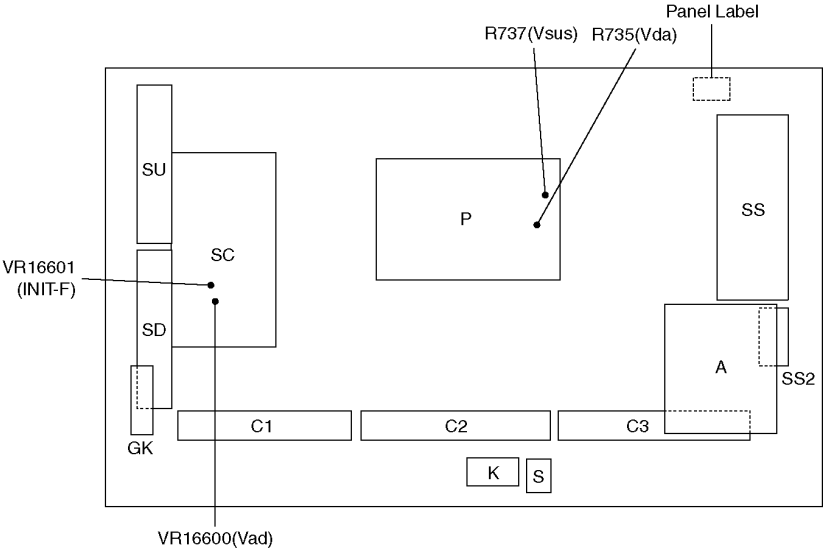 Panel Label
R737(Vsus) R735(Vda)
SU
P
SS
SC
VR16601
(INIT-F)
SD
A
SS2
C1
C2
C3
GK
K
S
VR16600(Vad)